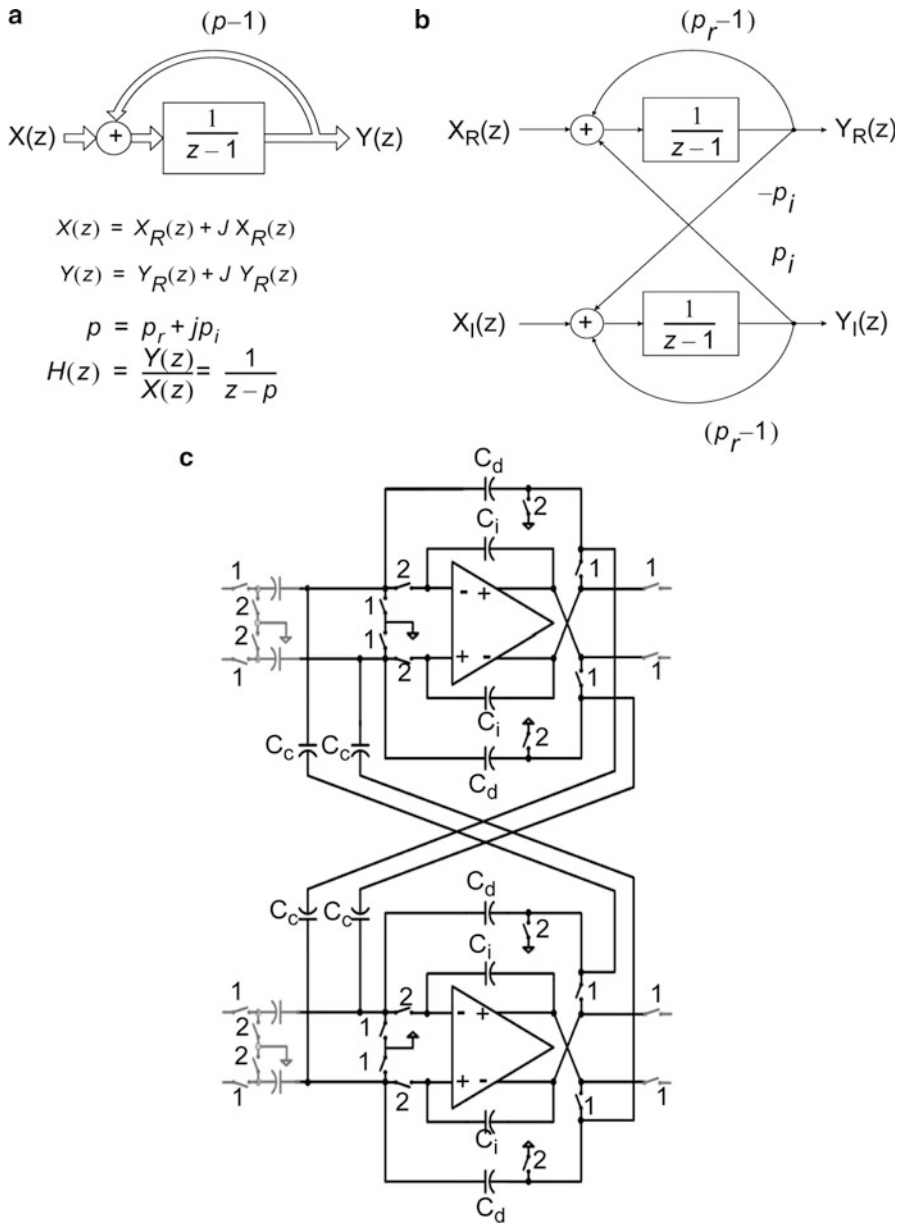 a
(p−1)
X(z)
+
1
z − 1
Y(z)
X(z) = X_R(z) + J X_R(z)
Y(z) = Y_R(z) + J Y_R(z)
p = p_r + jp_i
H(z) = Y(z)/X(z) = 1/(z − p)
b
(p_r−1)
X_R(z)
+
1
z − 1
Y_R(z)
−p_i
p_i
X_I(z)
+
1
z − 1
Y_I(z)
(p_r−1)
c
C_d
2
C_i
1
2
1
1
2
1
- +
2
1
1
+ -
1
2
C_i
2
C_c
C_c
C_d
C_d
C_c
C_c
2
C_i
1
2
1
1
2
1
- +
2
1
1
+ -
1
2
C_i
2
C_d